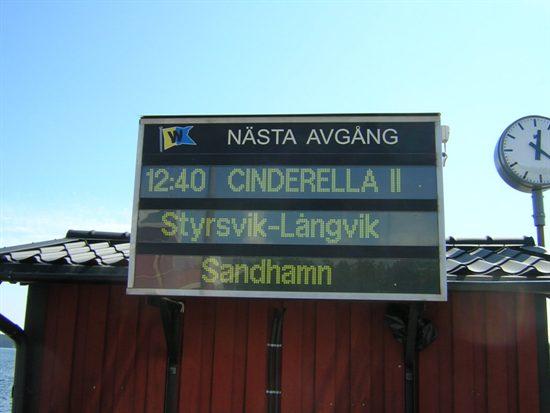 W NÄSTA AVGÅNG
12:40 CINDERELLA II
Styrsvik-Långvik
Sandhamn